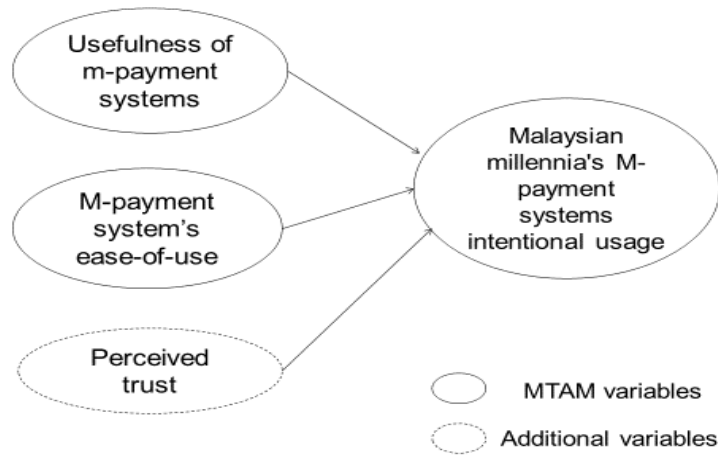 Usefulness of
m-payment
systems
M-payment
system's
ease-of-use
Perceived
trust
Malaysian
millennia's M-
payment
systems
intentional usage
MTAM variables
Additional variables